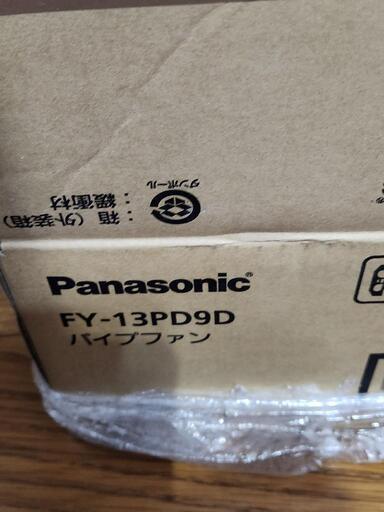 ダンボール
：箱（外装箱）
：緩衝材
Panasonic®
FY-13PD9D
パイプファン